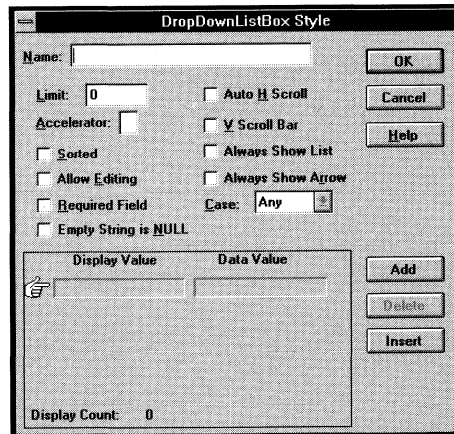 DropDownListBox Style
Name:
OK
Limit: 0
Auto H Scroll
Cancel
Accelerator:
V Scroll Bar
Help
Sorted
Always Show List
Allow Editing
Always Show Arrow
Required Field
Case: Any
Empty String is NULL
Display Value Data Value
Add
Delete
Insert
Display Count: 0